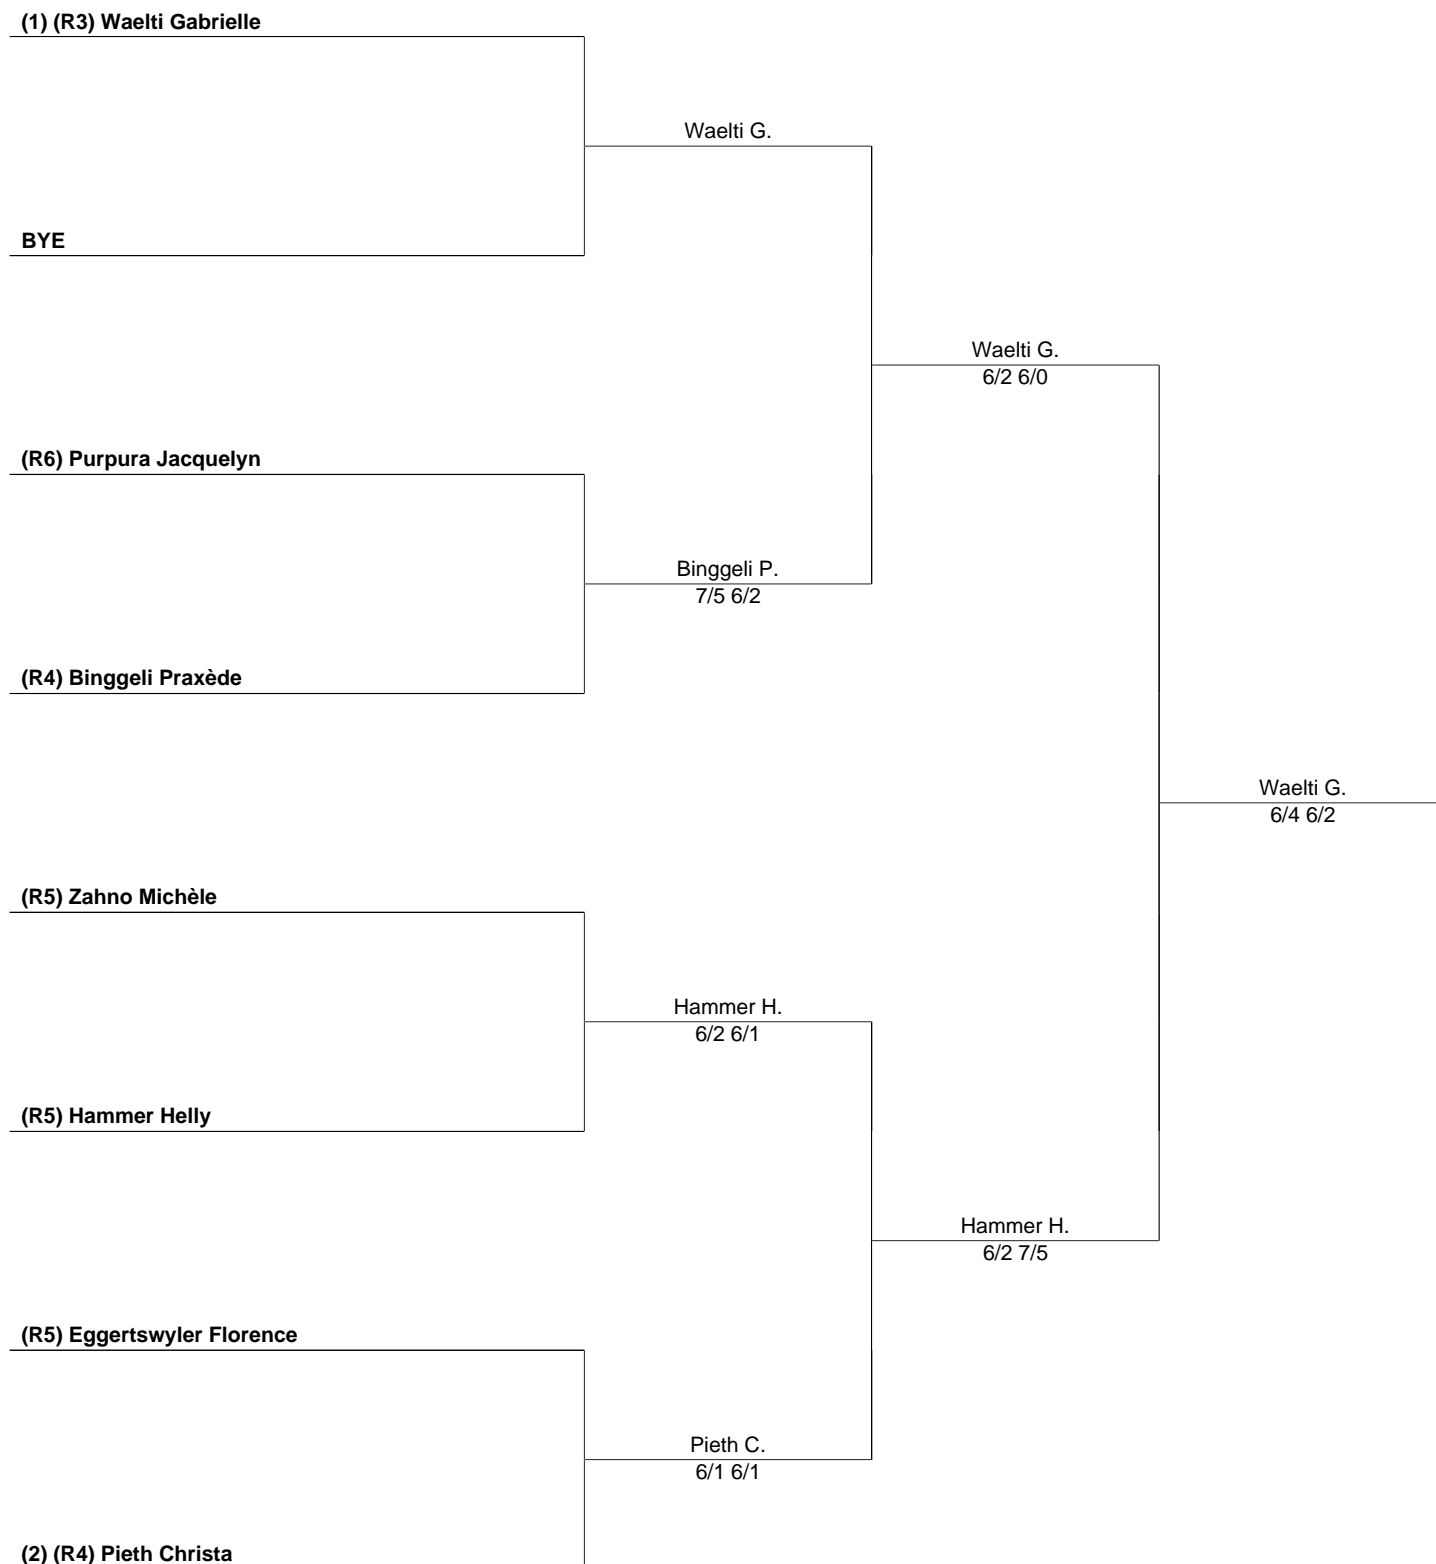 (1) (R3) Waelti Gabrielle
Waelti G.
BYE
Waelti G.
6/2 6/0
(R6) Purpura Jacquelyn
Binggeli P.
7/5 6/2
(R4) Binggeli Praxède
Waelti G.
6/4 6/2
(R5) Zahno Michèle
Hammer H.
6/2 6/1
(R5) Hammer Helly
Hammer H.
6/2 7/5
(R5) Eggertswyler Florence
Pieth C.
6/1 6/1
(2) (R4) Pieth Christa